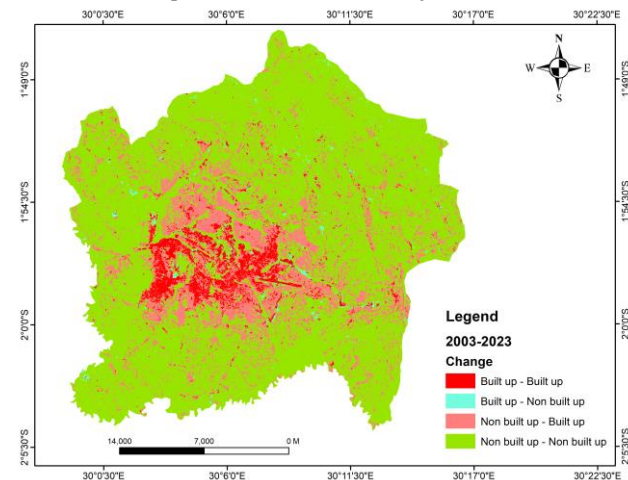 30°0'30"E 30°6'0"E 30°11'30"E 30°17'0"E 30°22'30"E
N
W E
S
1°49'0"S 1°49'0"S
1°54'30"S 1°54'30"S
2°0'0"S 2°0'0"S
2°5'30"S 2°5'30"S
Legend
2003-2023
Change
Built up - Built up
Built up - Non built up
Non built up - Built up
Non built up - Non built up
14,000 7,000 0 M
30°0'30"E 30°6'0"E 30°11'30"E 30°17'0"E 30°22'30"E